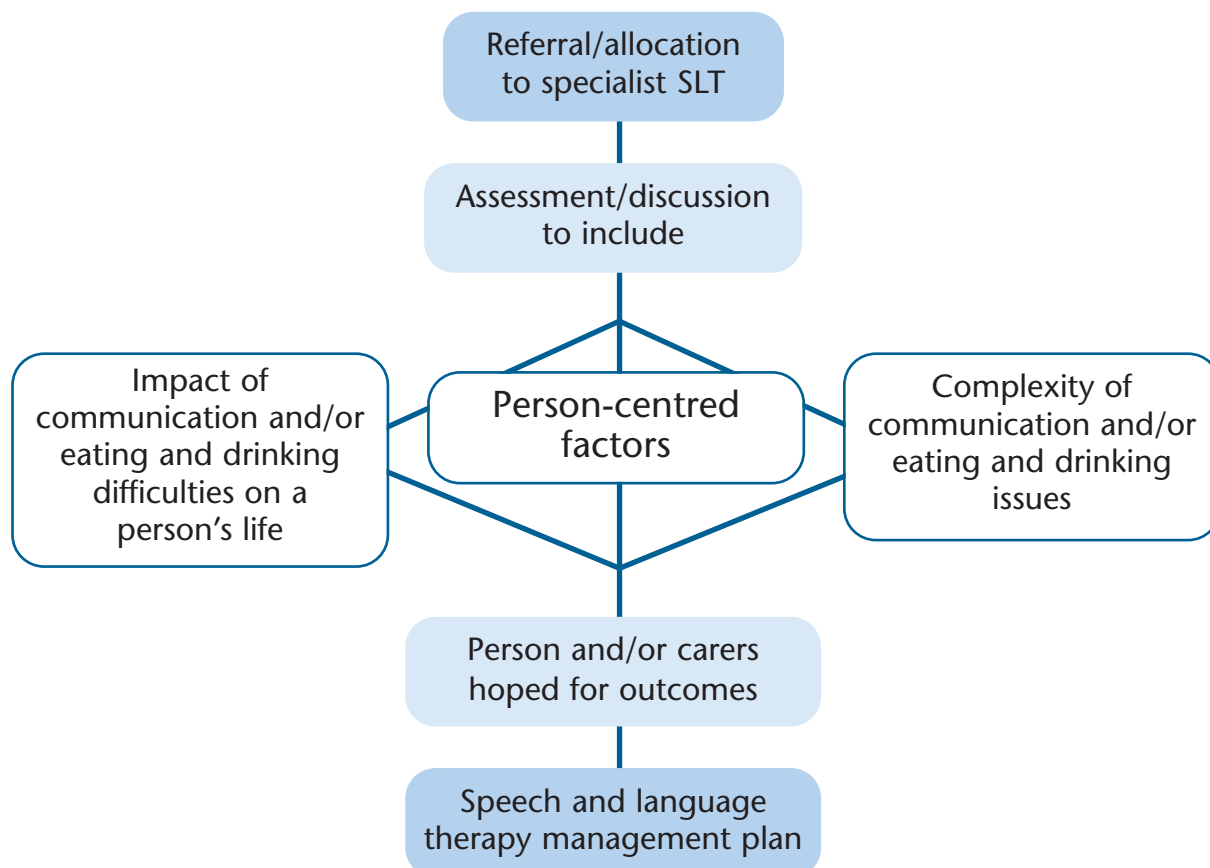 Referral/allocation
to specialist SLT
Assessment/discussion
to include
Impact of
communication and/or
eating and drinking
difficulties on a
person’s life
Person-centred
factors
Complexity of
communication and/or
eating and drinking
issues
Person and/or carers
hoped for outcomes
Speech and language
therapy management plan